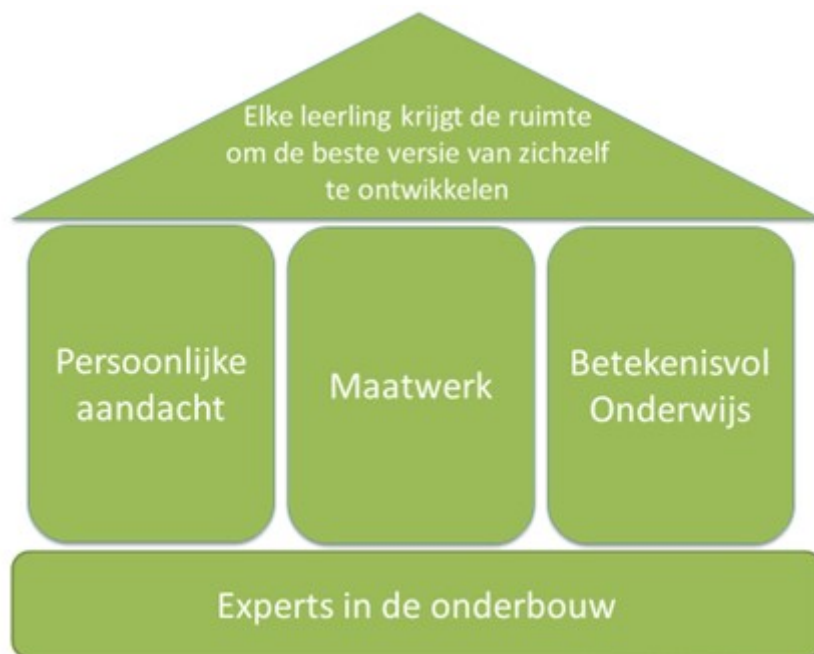 Elke leerling krijgt de ruimte
om de beste versie van zichzelf
te ontwikkelen
Persoonlijke
aandacht
Maatwerk
Betekenisvol
Onderwijs
Experts in de onderbouw